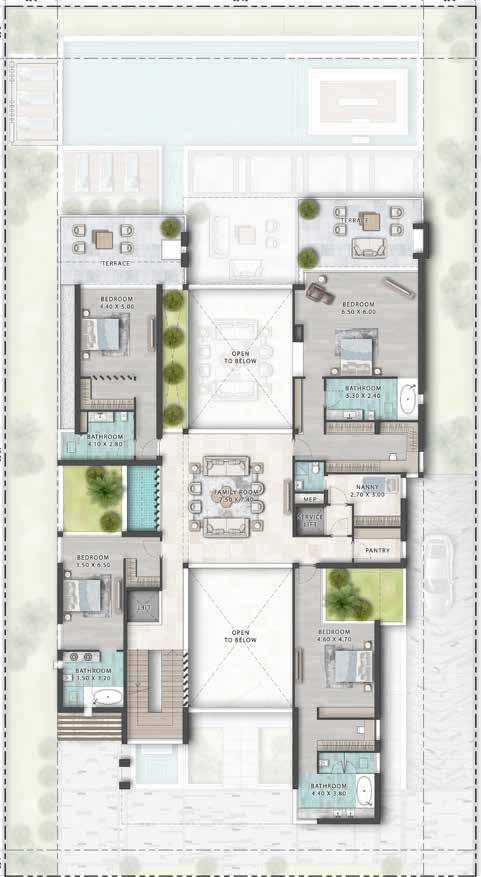 TERRACE
TERRACE
BEDROOM
4.40 X 5.00
BEDROOM
6.50 X 6.00
OPEN
TO BELOW
BATHROOM
5.30 X 2.40
BATHROOM
4.10 X 2.80
FAMILY ROOM
7.50 X 7.40
NANNY
2.70 X 3.00
MEP
SERVICE
LIFT
PANTRY
BEDROOM
3.50 X 6.50
LIFT
OPEN
TO BELOW
BEDROOM
4.60 X 4.70
BATHROOM
3.50 X 3.20
BATHROOM
4.40 X 3.80